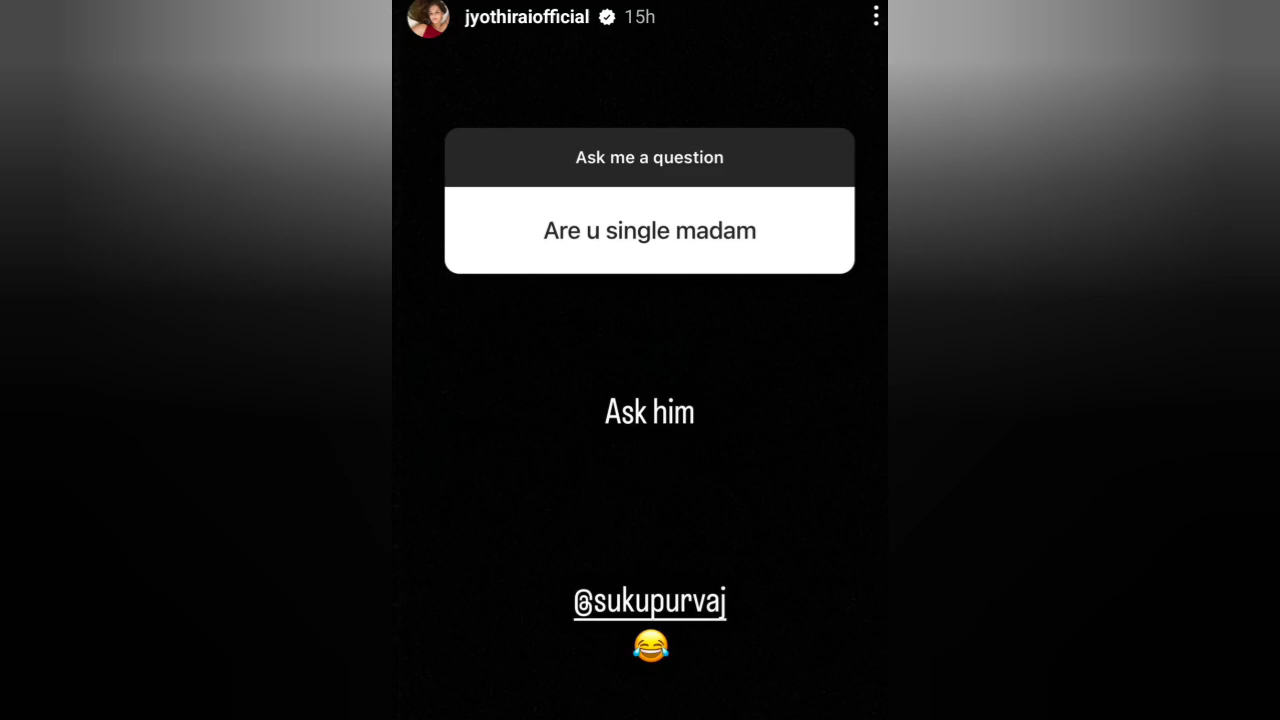 jyothiraiofficial 15h
Ask me a question
Are u single madam
Ask him
@sukupurvaj
😂